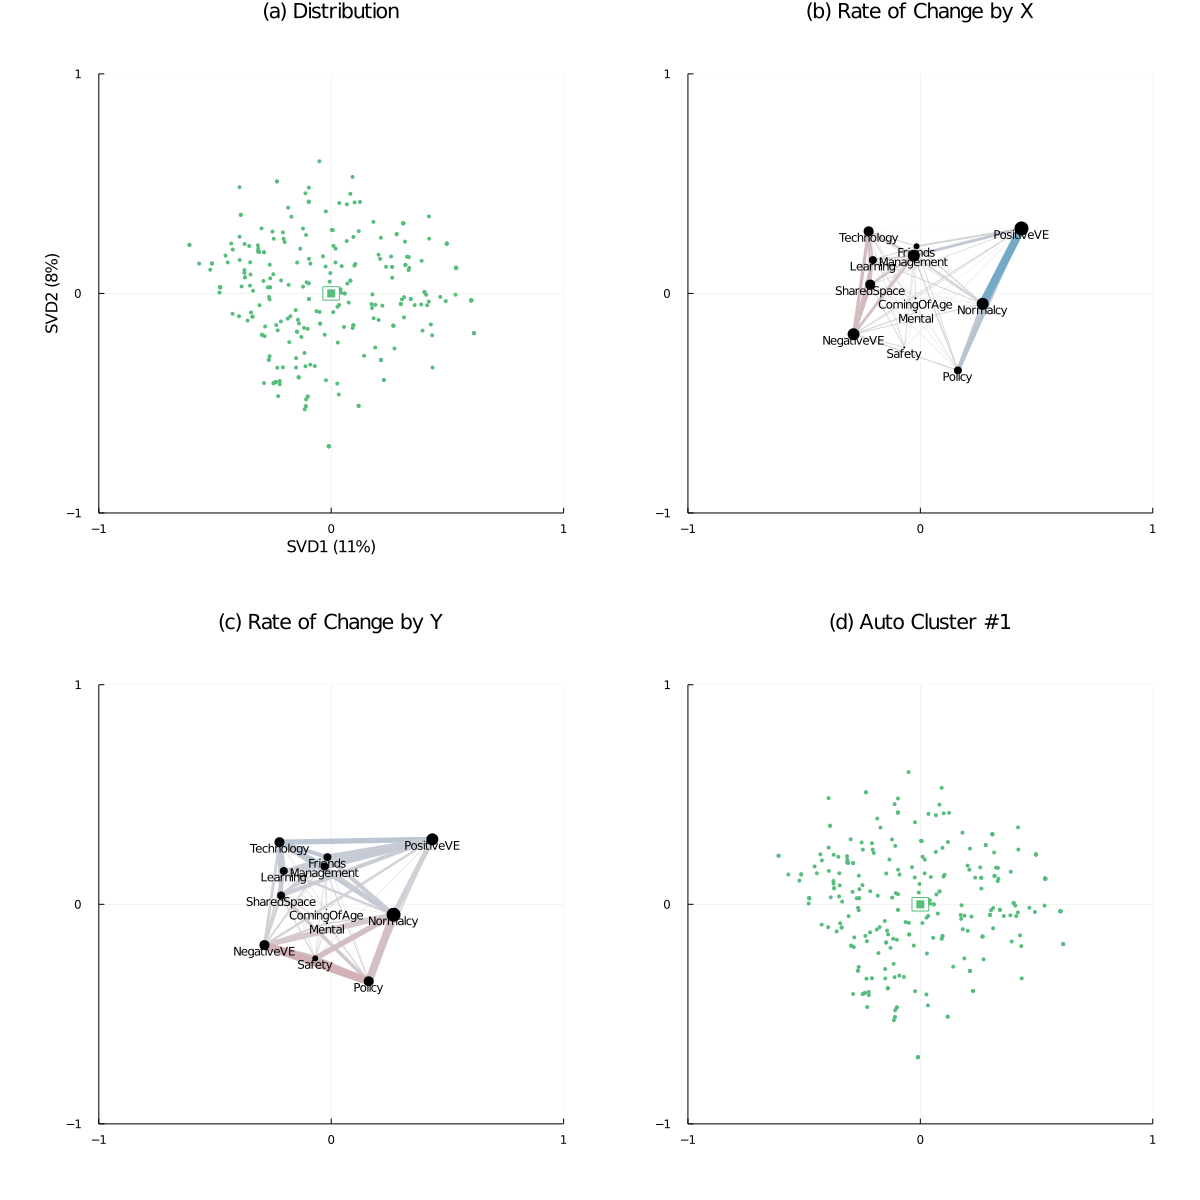 (a) Distribution
1
0
−1
−1
0
1
SVD2 (8%)
SVD1 (11%)
(b) Rate of Change by X
1
0
−1
−1
0
1
PositiveVE
Technology
Friends
Management
Learning
SharedSpace
ComingOfAge
Normalcy
Mental
NegativeVE
Safety
Policy
(c) Rate of Change by Y
1
0
−1
−1
0
1
PositiveVE
Technology
Friends
Management
Learning
SharedSpace
ComingOfAge
Normalcy
Mental
NegativeVE
Safety
Policy
(d) Auto Cluster #1
1
0
−1
−1
0
1